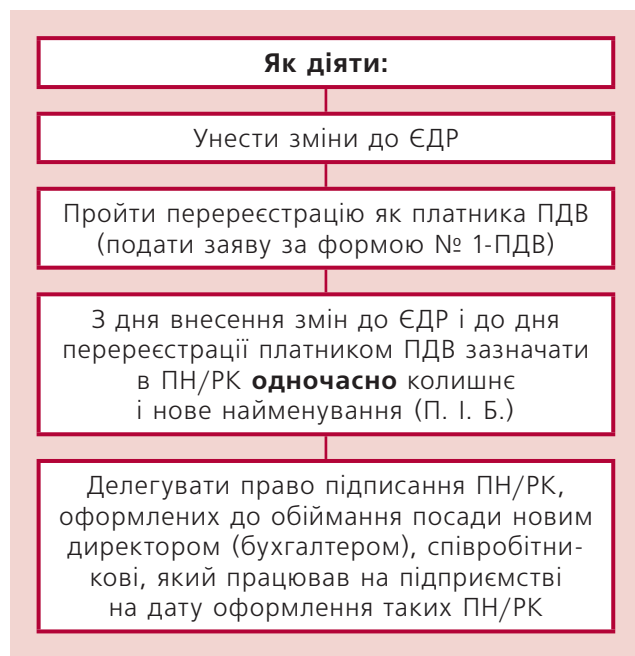 Як діяти:
Унести зміни до ЄДР
Пройти перереєстрацію як платника ПДВ
(подати заяву за формою № 1-ПДВ)
З дня внесення змін до ЄДР і до дня
перереєстрації платником ПДВ зазначати
в ПН/РК одночасно колишнє
і нове найменування (П. І. Б.)
Делегувати право підписання ПН/РК,
оформлених до обіймання посади новим
директором (бухгалтером), співробітни-
кові, який працював на підприємстві
на дату оформлення таких ПН/РК